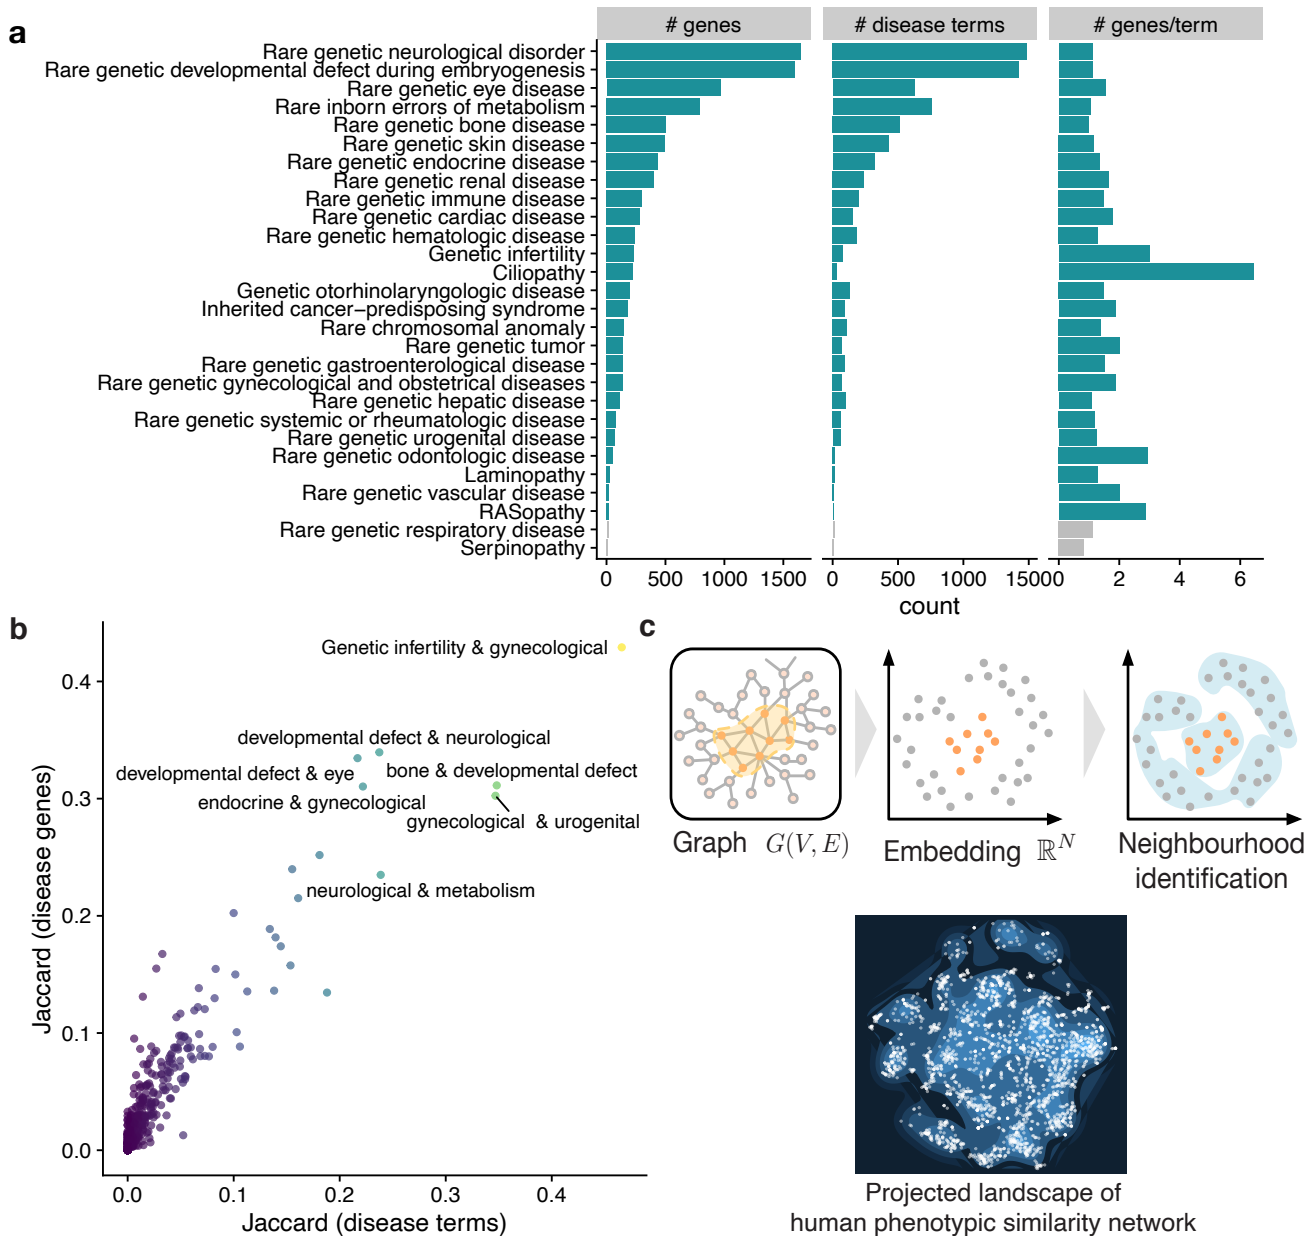 a
# genes
# disease terms
# genes/term
Rare genetic neurological disorder
Rare genetic developmental defect during embryogenesis
Rare genetic eye disease
Rare inborn errors of metabolism
Rare genetic bone disease
Rare genetic skin disease
Rare genetic endocrine disease
Rare genetic renal disease
Rare genetic immune disease
Rare genetic cardiac disease
Rare genetic hematologic disease
Genetic infertility
Ciliopathy
Genetic otorhinolaryngologic disease
Inherited cancer−predisposing syndrome
Rare chromosomal anomaly
Rare genetic tumor
Rare genetic gastroenterological disease
Rare genetic gynecological and obstetrical diseases
Rare genetic hepatic disease
Rare genetic systemic or rheumatologic disease
Rare genetic urogenital disease
Rare genetic odontologic disease
Laminopathy
Rare genetic vascular disease
RASopathy
Rare genetic respiratory disease
Serpinopathy
0 500 1000 1500
0 500 1000 1500
0 2 4 6
count
b
Genetic infertility & gynecological
developmental defect & neurological
developmental defect & eye
bone & developmental defect
endocrine & gynecological
gynecological & urogenital
neurological & metabolism
0.4
0.3
0.2
0.1
0.0
0.0 0.1 0.2 0.3 0.4
Jaccard (disease genes)
Jaccard (disease terms)
c
Graph G(V, E)
Embedding ℝ^N
Neighbourhood
identification
Projected landscape of
human phenotypic similarity network